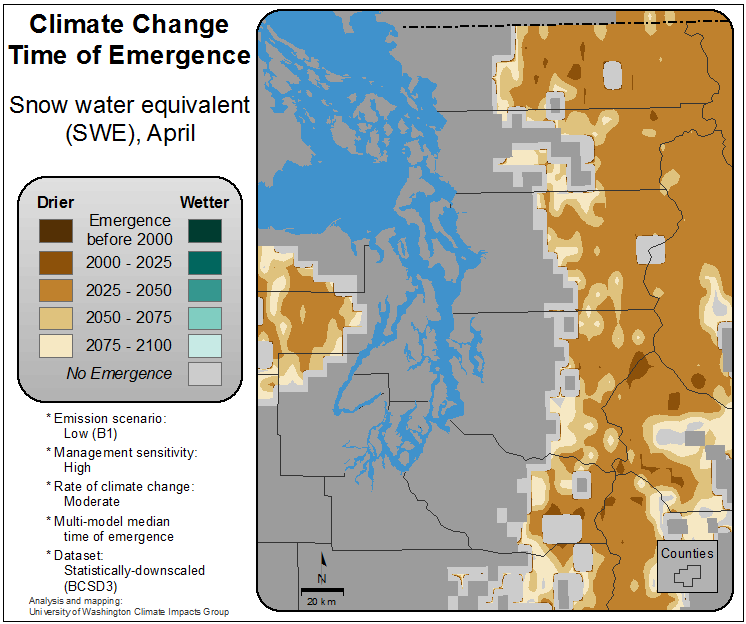 Climate Change
Time of Emergence
Snow water equivalent
(SWE), April
Drier
Wetter
Emergence
before 2000
2000 - 2025
2025 - 2050
2050 - 2075
2075 - 2100
No Emergence
* Emission scenario:
Low (B1)
* Management sensitivity:
High
* Rate of climate change:
Moderate
* Multi-model median
time of emergence
* Dataset:
Statistically-downscaled
(BCSD3)
Analysis and mapping:
University of Washington Climate Impacts Group
N
20 km
Counties